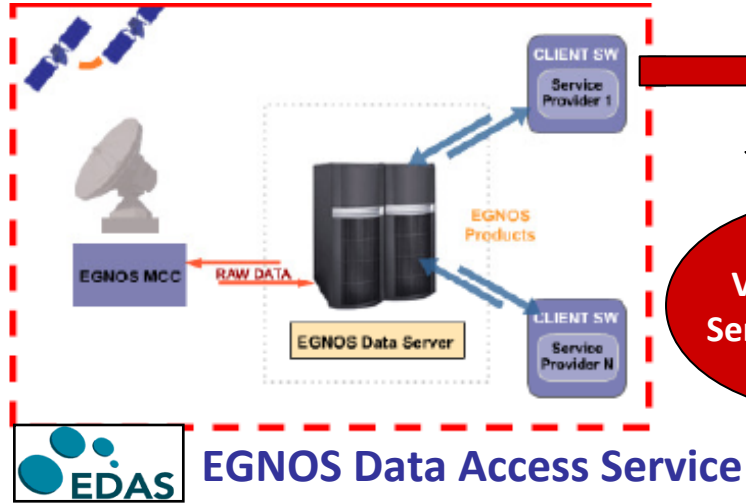 CLIENT SW
Service
Provider 1
EGNOS
Products
EGNOS MCC
RAW DATA
EGNOS Data Server
CLIENT SW
Service
Provider N
EDAS
EGNOS Data Access Service